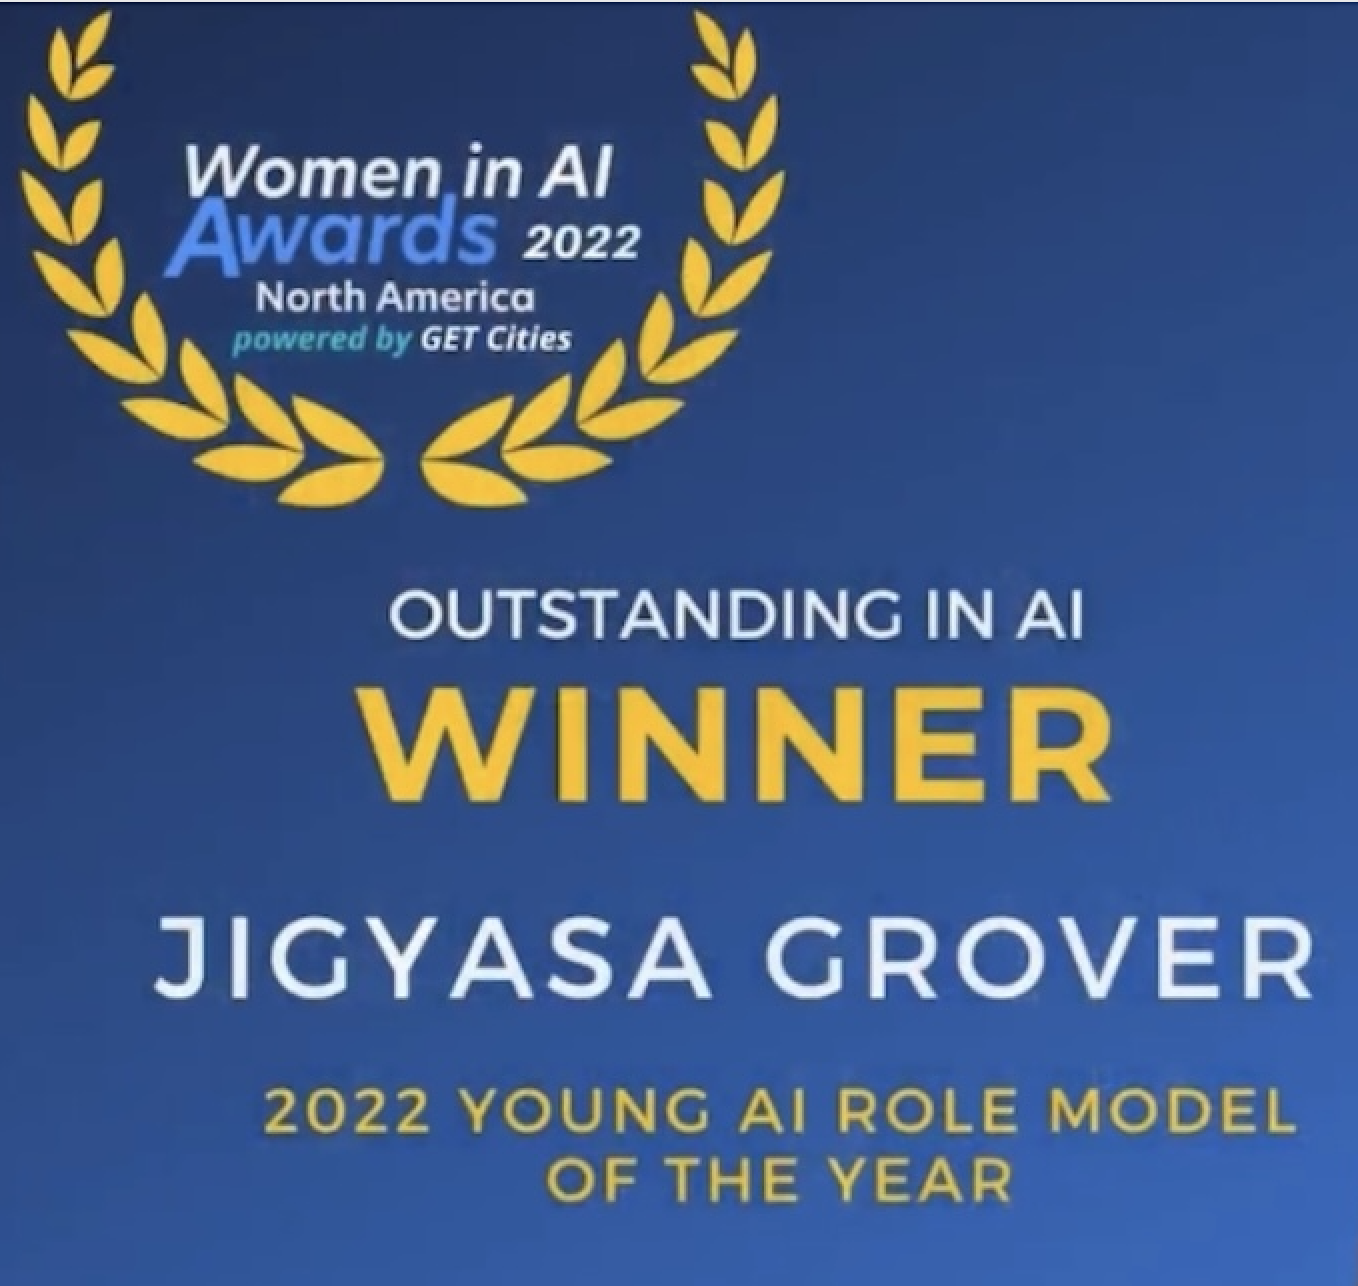 Women in AI
Awards 2022
North America
powered by GET Cities
OUTSTANDING IN AI
WINNER
JIGYASA GROVER
2022 YOUNG AI ROLE MODEL
OF THE YEAR